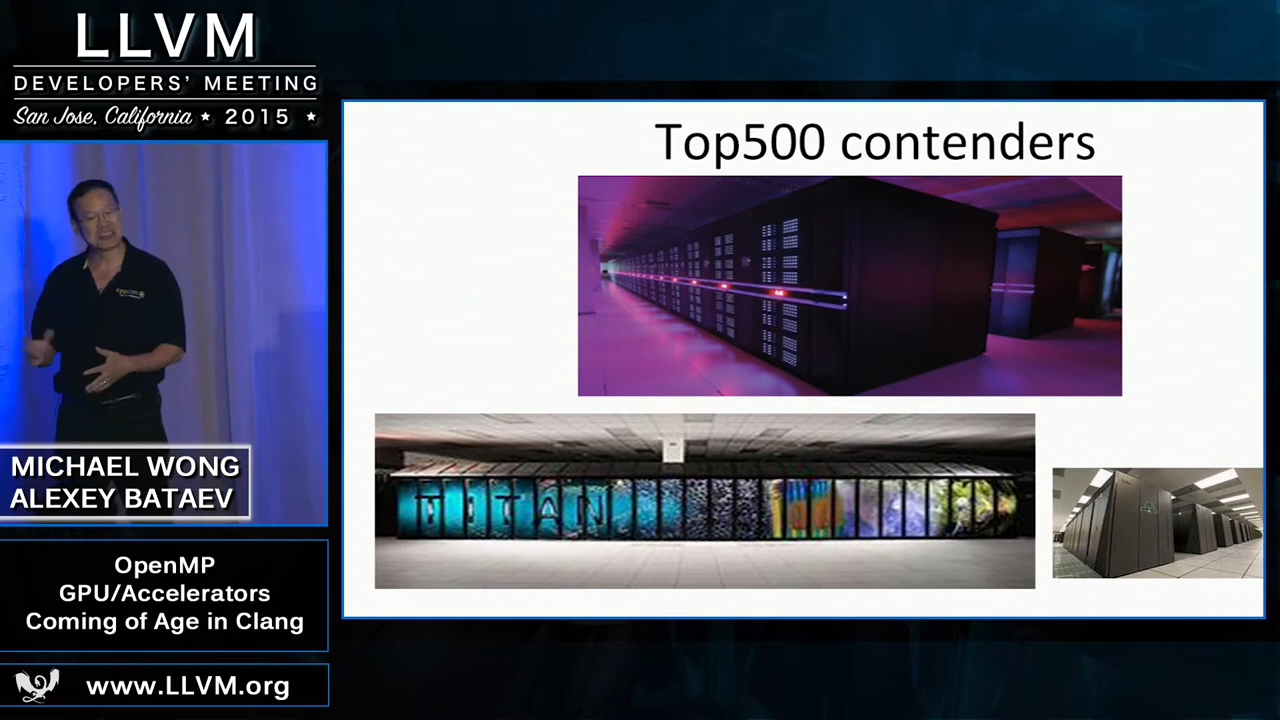 LLVM
DEVELOPERS’ MEETING
San Jose, California ★ 2015 ★
Top500 contenders
TITAN
MICHAEL WONG
ALEXEY BATAEV
OpenMP
GPU/Accelerators
Coming of Age in Clang
www.LLVM.org